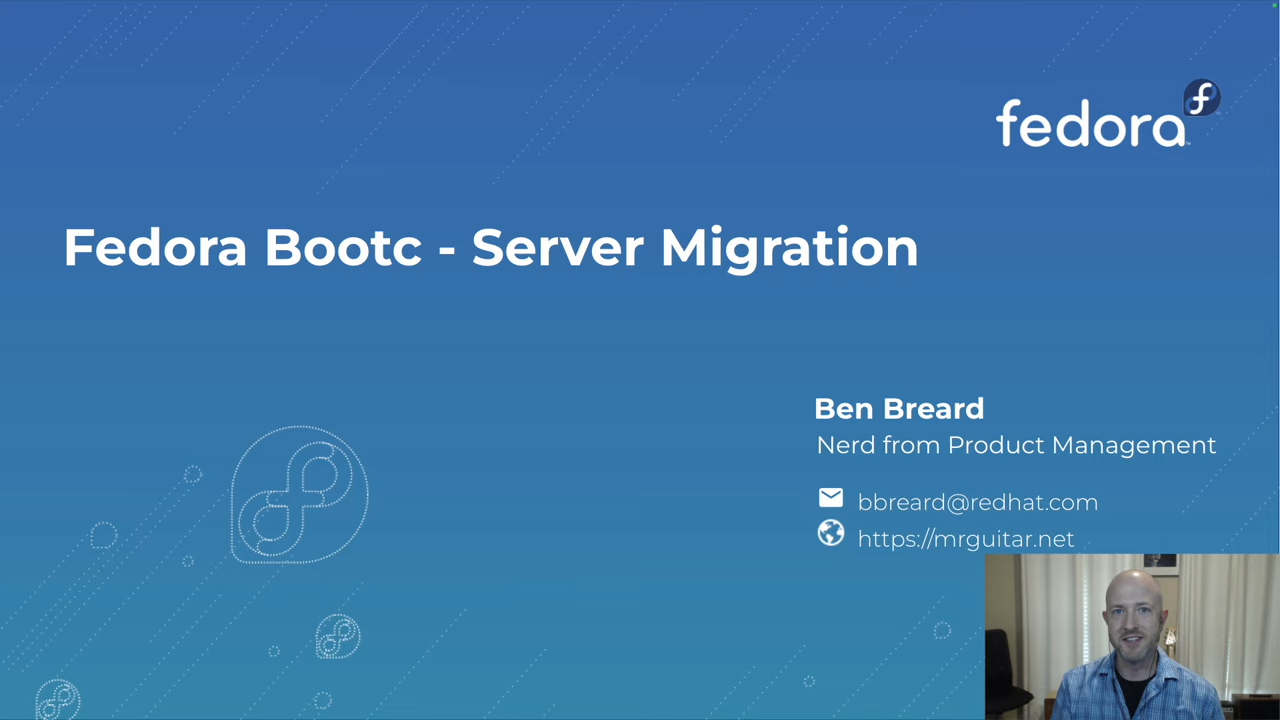 fedora
Fedora Bootc - Server Migration
Ben Breard
Nerd from Product Management
bbreard@redhat.com
https://mrguitar.net